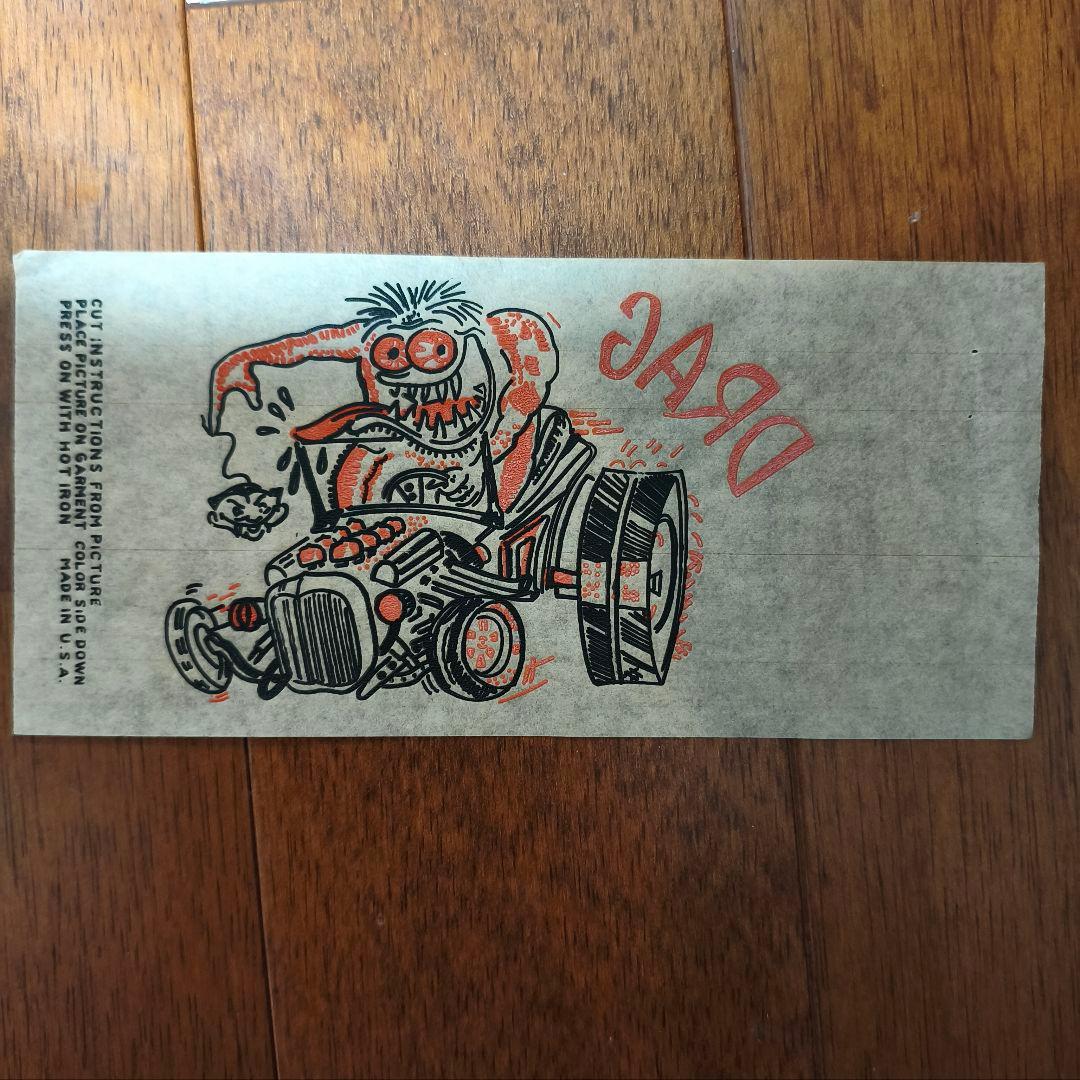 DRAG
CUT INSTRUCTIONS FROM PICTURE
PLACE PICTURE ON GARMENT COLOR SIDE DOWN
PRESS ON WITH HOT IRON MADE IN U.S.A.